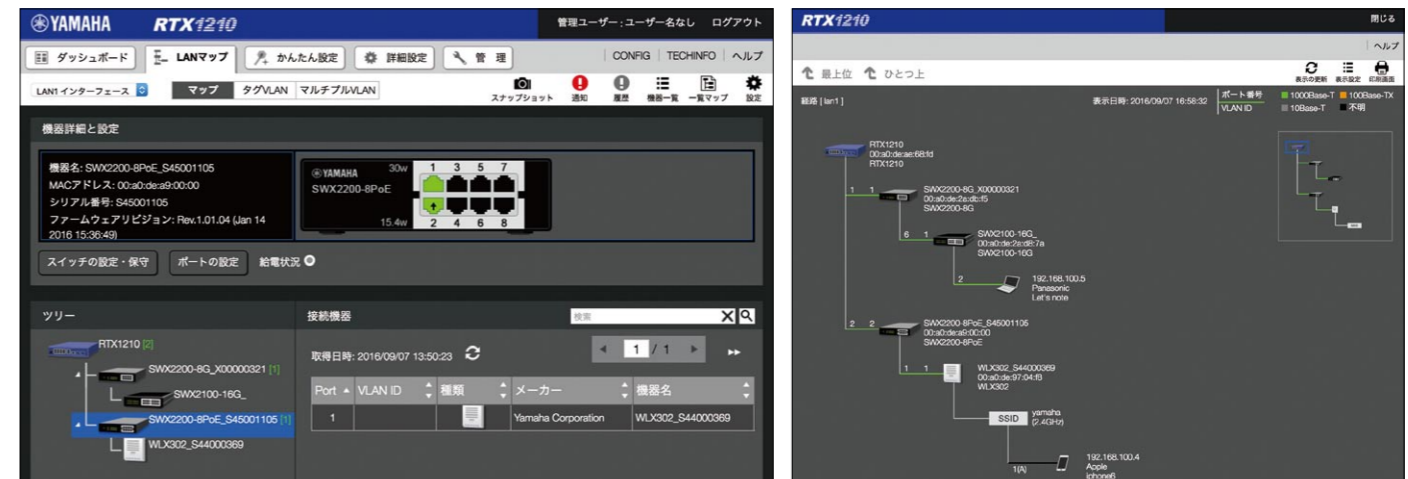 YAMAHA RTX1210 管理ユーザー : ユーザー名なし ログアウト
ダッシュボード LANマップ かんたん設定 詳細設定 管 理 CONFIG TECHINFO ヘルプ
LAN1 インターフェース マップ タグVLAN マルチプルVLAN スナップショット 通知 履歴 機器一覧 一覧マップ 設定
機器詳細と設定
機器名: SWX2200-8PoE_S45001105
MACアドレス: 00:a0:de:a9:00:00
シリアル番号: S45001105
ファームウェアリビジョン: Rev.1.01.04 (Jan 14
2016 15:36:49)
YAMAHA 30w 1 3 5 7
SWX2200-8PoE
15.4w 2 4 6 8
スイッチの設定・保守 ポートの設定 給電状況
ツリー
RTX1210 [2]
SWX2200-8G_X00000321 [1]
SWX2100-16G_
SWX2200-8PoE_S45001105 [1]
WLX302_S44000369
接続機器 検索
取得日時: 2016/09/07 13:50:23 1 / 1
Port VLAN ID 種類 メーカー 機器名
1 Yamaha Corporation WLX302_S44000369
RTX1210 閉じる
ヘルプ
最上位 ひとつ上 表示の更新 表示設定 印刷画面
経路 [ lan1 ] 表示日時: 2016/09/07 16:58:32 ポート番号 1000Base-T 100Base-TX
VLAN ID 10Base-T 不明
RTX1210
00:a0:de:ae:68:fd
RTX1210
1 1 SWX2200-8G_X00000321
00:a0:de:2a:db:f5
SWX2200-8G
6 1 SWX2100-16G_
00:a0:de:2a:d8:7a
SWX2100-16G
2 192.168.100.5
Panasonic
Let's note
2 2 SWX2200-8PoE_S45001105
00:a0:de:a9:00:00
SWX2200-8PoE
1 1 WLX302_S44000369
00:a0:de:97:04:f8
WLX302
SSID yamaha
(2.4GHz)
1(A) 192.168.100.4
Apple
iphone6